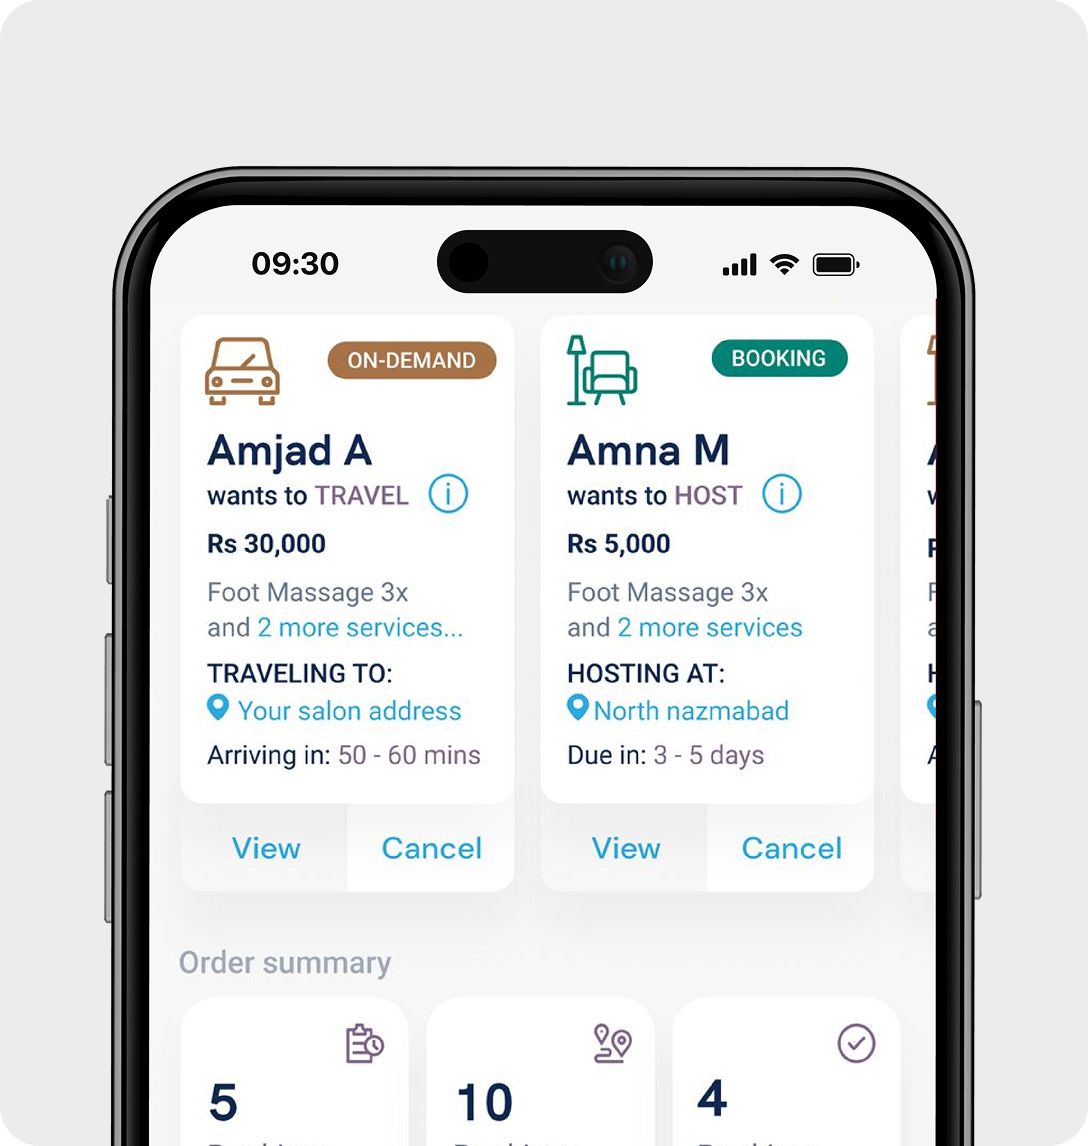 09:30
ON-DEMAND
Amjad A
wants to TRAVEL
Rs 30,000
Foot Massage 3x
and 2 more services...
TRAVELING TO:
Your salon address
Arriving in: 50 - 60 mins
View Cancel
BOOKING
Amna M
wants to HOST
Rs 5,000
Foot Massage 3x
and 2 more services
HOSTING AT:
North nazmabad
Due in: 3 - 5 days
View Cancel
Order summary
5
10
4